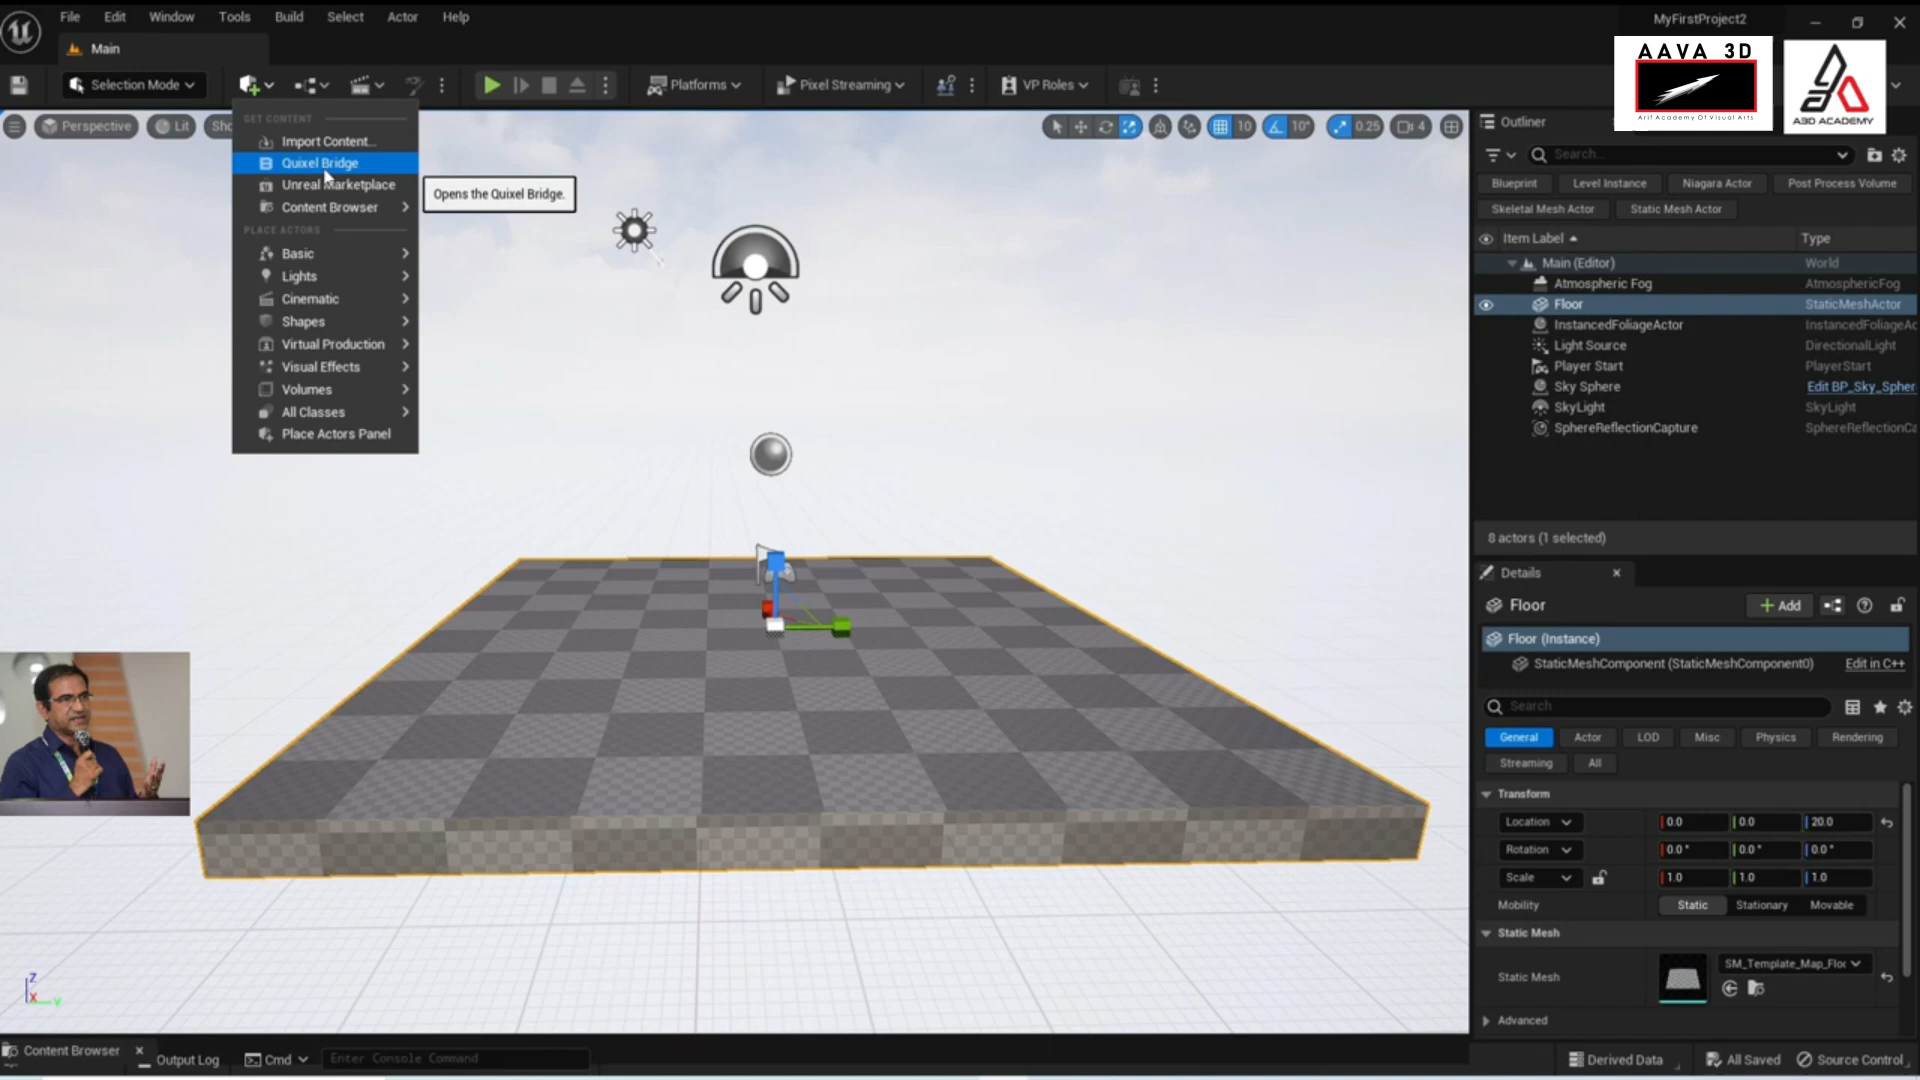 File Edit Window Tools Build Select Actor Help
MyFirstProject2
Main
Selection Mode
Platforms
Pixel Streaming
VP Roles
AAVA 3D
Arif Academy Of Visual Arts
A3D ACADEMY
Perspective
Lit
Sho
10
10°
0.25
4
GET CONTENT
Import Content...
Quixel Bridge
Unreal Marketplace
Content Browser
PLACE ACTORS
Basic
Lights
Cinematic
Shapes
Virtual Production
Visual Effects
Volumes
All Classes
Place Actors Panel
Opens the Quixel Bridge.
Z
X
Y
Outliner
Search...
Blueprint Level Instance Niagara Actor Post Process Volume
Skeletal Mesh Actor Static Mesh Actor
Item Label Type
Main (Editor) World
Atmospheric Fog AtmosphericFog
Floor StaticMeshActor
InstancedFoliageActor InstancedFoliageAc
Light Source DirectionalLight
Player Start PlayerStart
Sky Sphere Edit BP_Sky_Spher
SkyLight SkyLight
SphereReflectionCapture SphereReflectionCa
8 actors (1 selected)
Details
Floor
Add
Floor (Instance)
StaticMeshComponent (StaticMeshComponent0) Edit in C++
Search
General Actor LOD Misc Physics Rendering
Streaming All
Transform
Location 0.0 0.0 20.0
Rotation 0.0° 0.0° 0.0°
Scale 1.0 1.0 1.0
Mobility Static Stationary Movable
Static Mesh
Static Mesh SM_Template_Map_Floo
Advanced
Content Browser
Output Log
Cmd
Enter Console Command
Derived Data
All Saved
Source Control